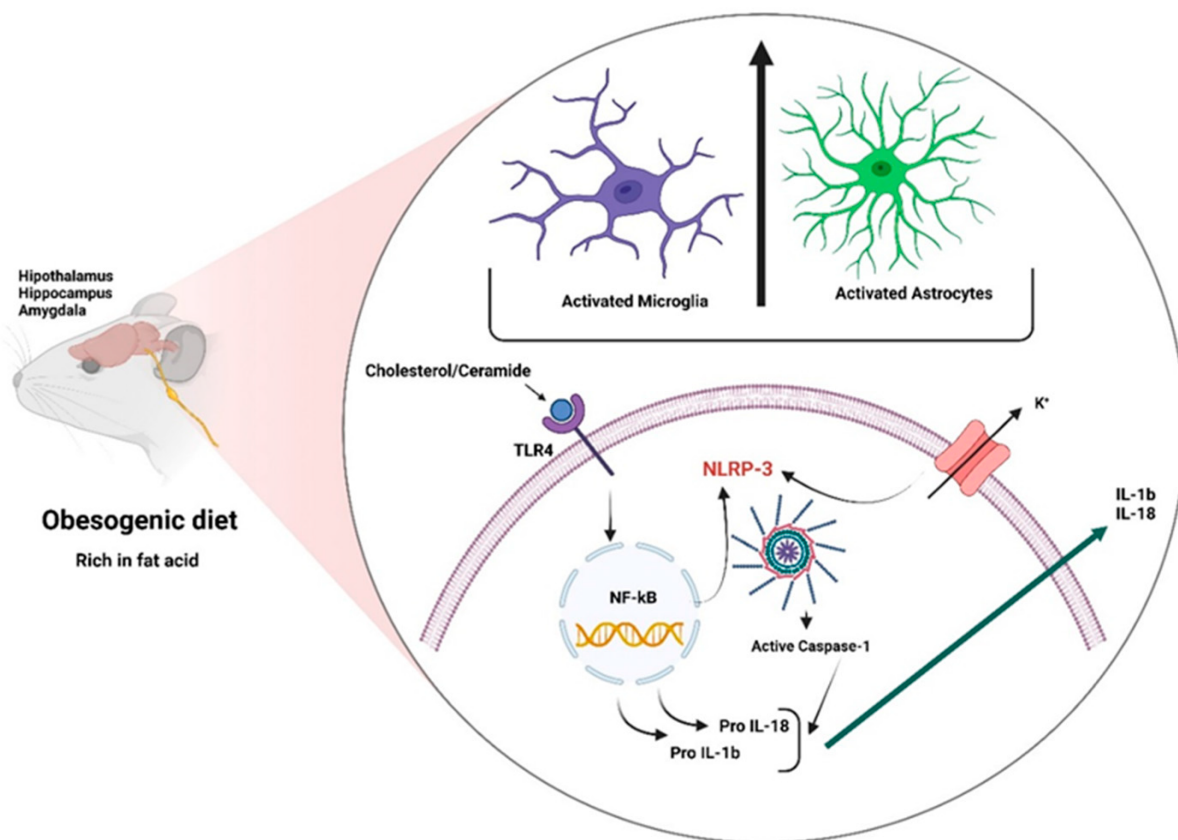 Hipothalamus
Hippocampus
Amygdala
Obesogenic diet
Rich in fat acid
Activated Microglia
Activated Astrocytes
Cholesterol/Ceramide
TLR4
K⁺
NLRP-3
IL-1b
IL-18
NF-kB
Active Caspase-1
Pro IL-18
Pro IL-1b